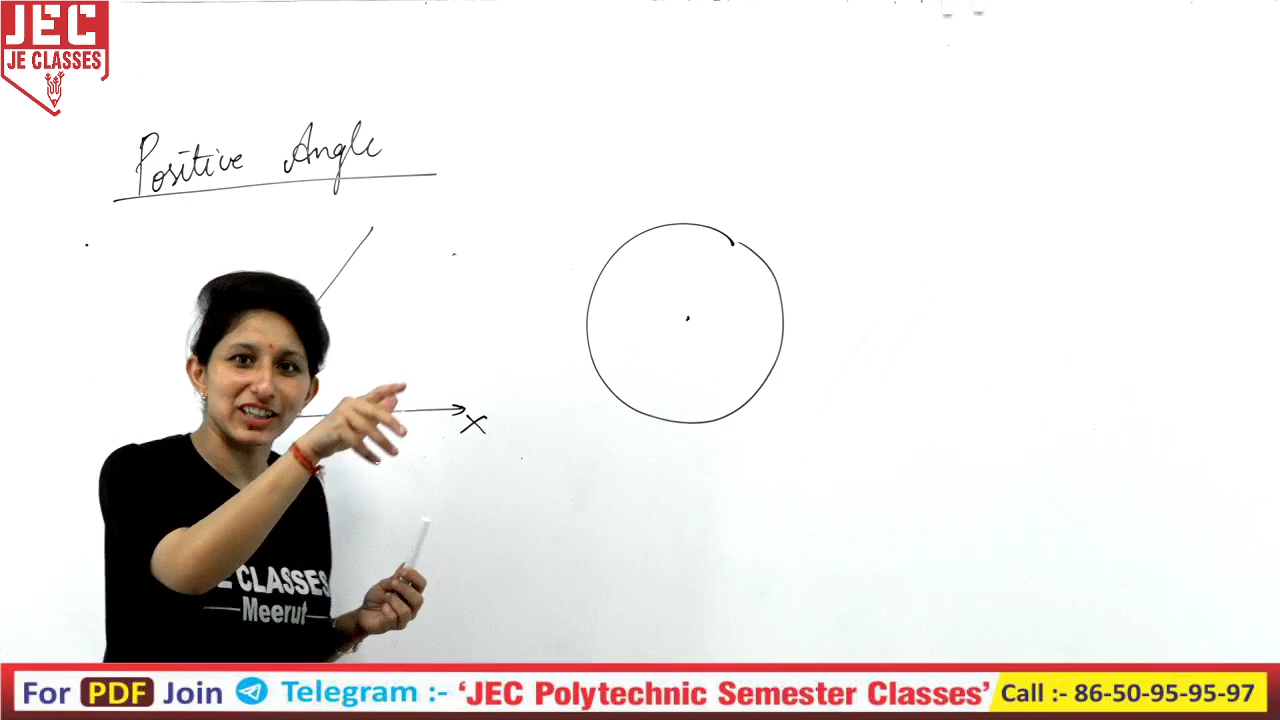 JEC
JE CLASSES
Positive Angle
X
CLASSES
Meerut
For PDF Join Telegram :- ‘JEC Polytechnic Semester Classes’ Call :- 86-50-95-95-97